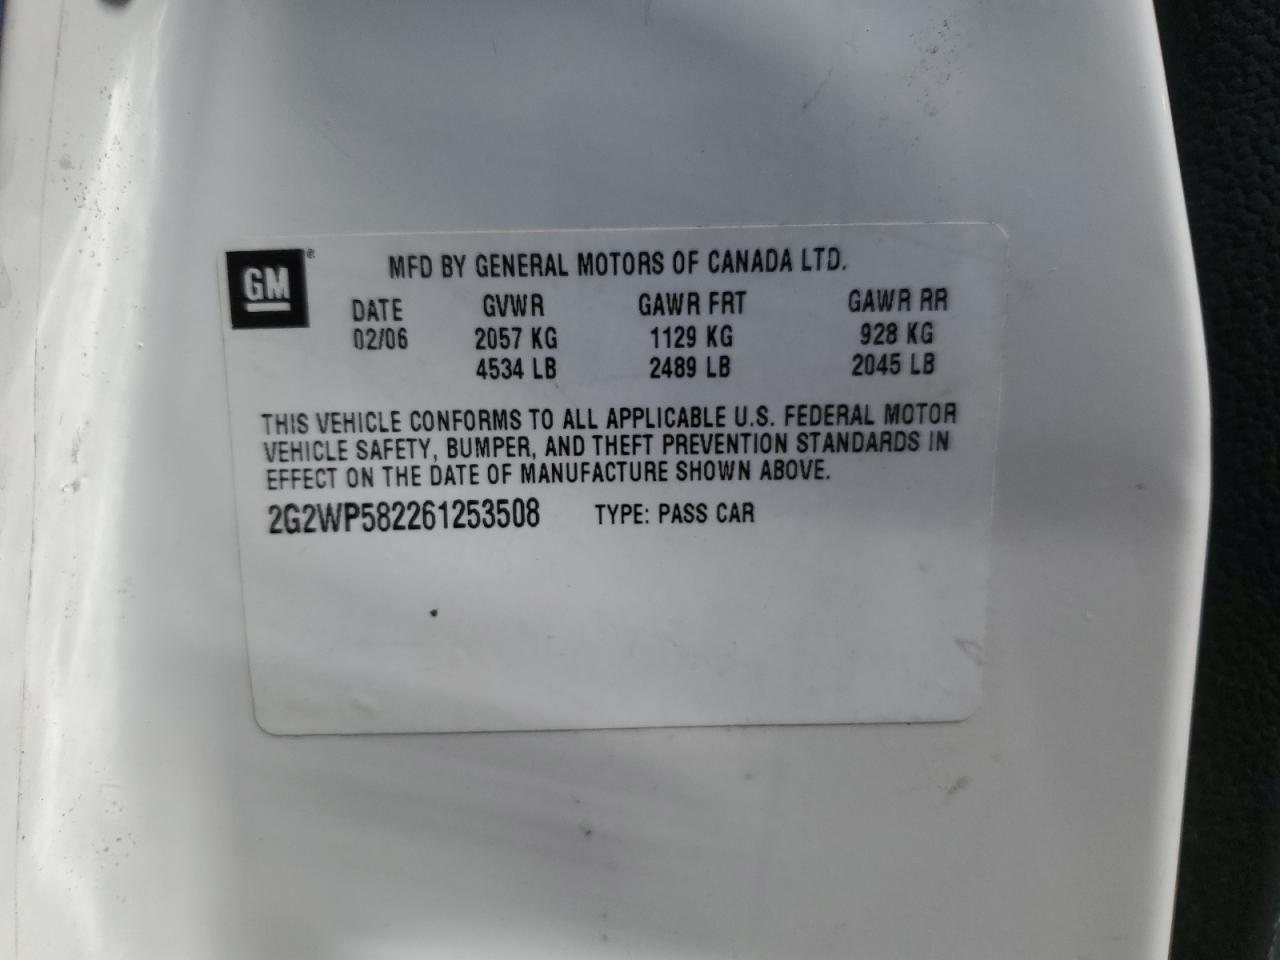 GM®
MFD BY GENERAL MOTORS OF CANADA LTD.
DATE GVWR GAWR FRT GAWR RR
02/06 2057 KG 1129 KG 928 KG
4534 LB 2489 LB 2045 LB
THIS VEHICLE CONFORMS TO ALL APPLICABLE U.S. FEDERAL MOTOR
VEHICLE SAFETY, BUMPER, AND THEFT PREVENTION STANDARDS IN
EFFECT ON THE DATE OF MANUFACTURE SHOWN ABOVE.
2G2WP582261253508 TYPE: PASS CAR